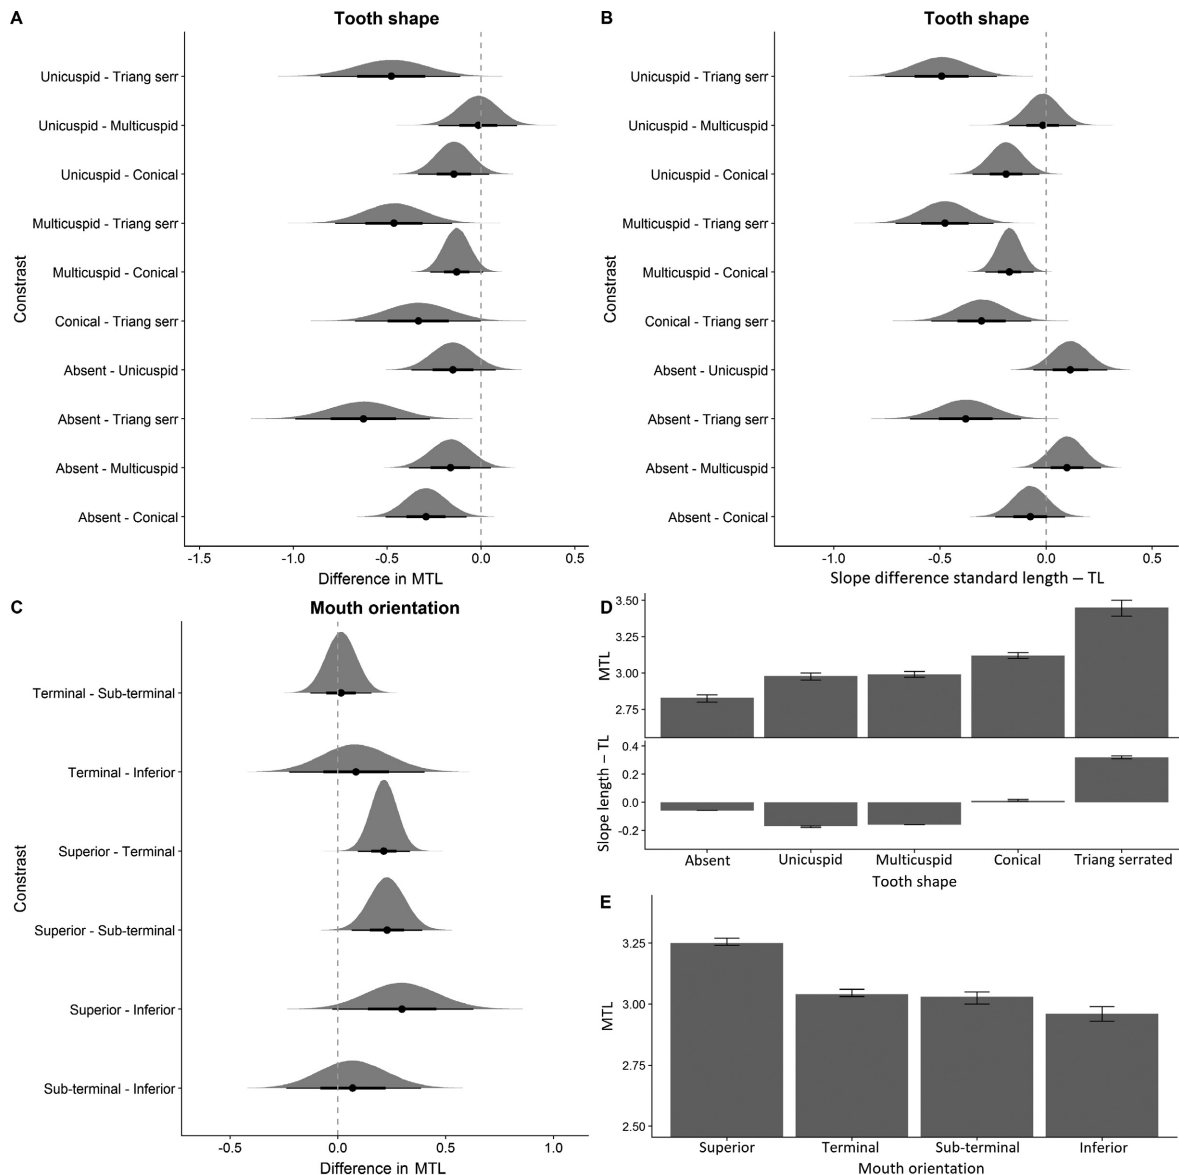 A
Tooth shape
Constrast
Unicuspid - Triang serr
Unicuspid - Multicuspid
Unicuspid - Conical
Multicuspid - Triang serr
Multicuspid - Conical
Conical - Triang serr
Absent - Unicuspid
Absent - Triang serr
Absent - Multicuspid
Absent - Conical
-1.5 -1.0 -0.5 0.0 0.5
Difference in MTL
B
Tooth shape
Constrast
Unicuspid - Triang serr
Unicuspid - Multicuspid
Unicuspid - Conical
Multicuspid - Triang serr
Multicuspid - Conical
Conical - Triang serr
Absent - Unicuspid
Absent - Triang serr
Absent - Multicuspid
Absent - Conical
-1.0 -0.5 0.0 0.5
Slope difference standard length – TL
C
Mouth orientation
Constrast
Terminal - Sub-terminal
Terminal - Inferior
Superior - Terminal
Superior - Sub-terminal
Superior - Inferior
Sub-terminal - Inferior
-0.5 0.0 0.5 1.0
Difference in MTL
D
MTL
3.50
3.25
3.00
2.75
Slope length – TL
0.4
0.2
0.0
-0.2
Absent Unicuspid Multicuspid Conical Triang serrated
Tooth shape
E
MTL
3.25
3.00
2.75
2.50
Superior Terminal Sub-terminal Inferior
Mouth orientation